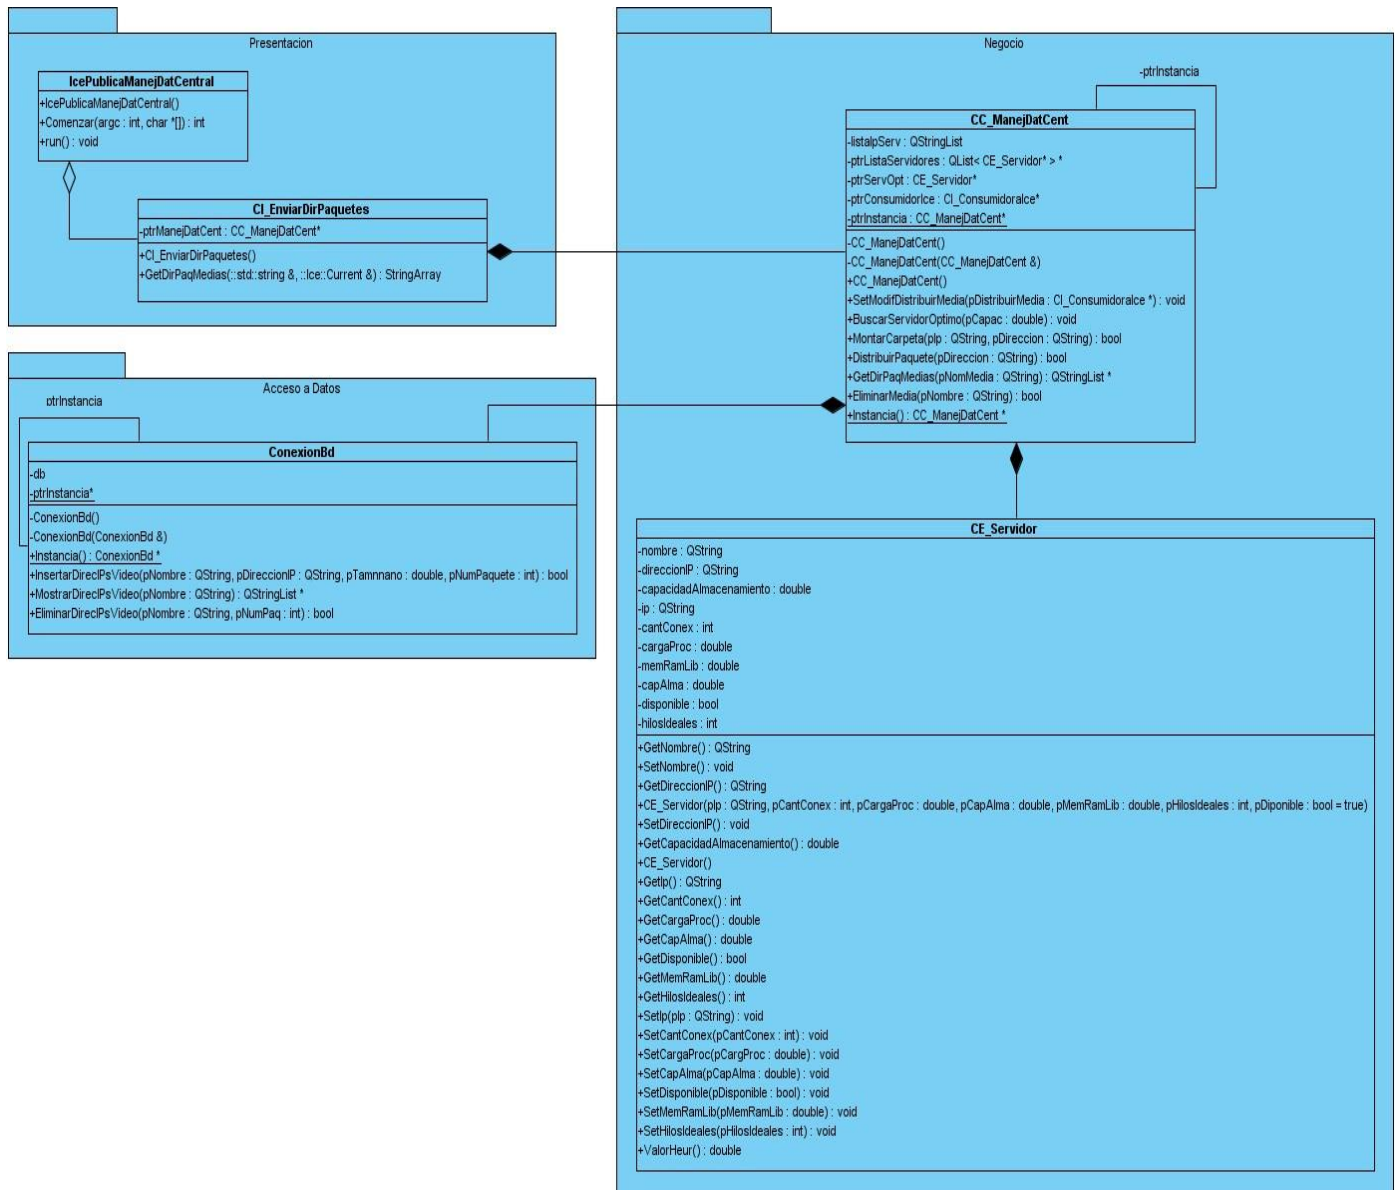 Presentacion
IcePublicaManejDatCentral
+IcePublicaManejDatCentral()
+Comenzar(argc : int, char *[]) : int
+run() : void
CI_EnviarDirPaquetes
-ptrManejDatCent : CC_ManejDatCent*
+CI_EnviarDirPaquetes()
+GetDirPaqMedias(::std::string &, ::Ice::Current &) : StringArray
Acceso a Datos
ptrInstancia
ConexionBd
-db
-ptrInstancia*
-ConexionBd()
-ConexionBd(ConexionBd &)
+Instancia() : ConexionBd *
+InsertarDirecIPsVideo(pNombre : QString, pDireccionIP : QString, pTamnnano : double, pNumPaquete : int) : bool
+MostrarDirecIPsVideo(pNombre : QString) : QStringList *
+EliminarDirecIPsVideo(pNombre : QString, pNumPaq : int) : bool
Negocio
-ptrInstancia
CC_ManejDatCent
-listaIpServ : QStringList
-ptrListaServidores : QList< CE_Servidor* > *
-ptrServOpt : CE_Servidor*
-ptrConsumidorIce : CI_ConsumidoraIce*
-ptrInstancia : CC_ManejDatCent*
-CC_ManejDatCent()
-CC_ManejDatCent(CC_ManejDatCent &)
+CC_ManejDatCent()
+SetModifDistribuirMedia(pDistribuirMedia : CI_ConsumidoraIce *) : void
+BuscarServidorOptimo(pCapac : double) : void
+MontarCarpeta(pIp : QString, pDireccion : QString) : bool
+DistribuirPaquete(pDireccion : QString) : bool
+GetDirPaqMedias(pNomMedia : QString) : QStringList *
+EliminarMedia(pNombre : QString) : bool
+Instancia() : CC_ManejDatCent *
CE_Servidor
-nombre : QString
-direccionIP : QString
-capacidadAlmacenamiento : double
-ip : QString
-cantConex : int
-cargaProc : double
-memRamLib : double
-capAlma : double
-disponible : bool
-hilosIdeales : int
+GetNombre() : QString
+SetNombre() : void
+GetDireccionIP() : QString
+CE_Servidor(pIp : QString, pCantConex : int, pCargaProc : double, pCapAlma : double, pMemRamLib : double, pHilosIdeales : int, pDiponible : bool = true)
+SetDireccionIP() : void
+GetCapacidadAlmacenamiento() : double
+CE_Servidor()
+GetIp() : QString
+GetCantConex() : int
+GetCargaProc() : double
+GetCapAlma() : double
+GetDisponible() : bool
+GetMemRamLib() : double
+GetHilosIdeales() : int
+SetIp(pIp : QString) : void
+SetCantConex(pCantConex : int) : void
+SetCargaProc(pCargProc : double) : void
+SetCapAlma(pCapAlma : double) : void
+SetDisponible(pDisponible : bool) : void
+SetMemRamLib(pMemRamLib : double) : void
+SetHilosIdeales(pHilosIdeales : int) : void
+ValorHeur() : double